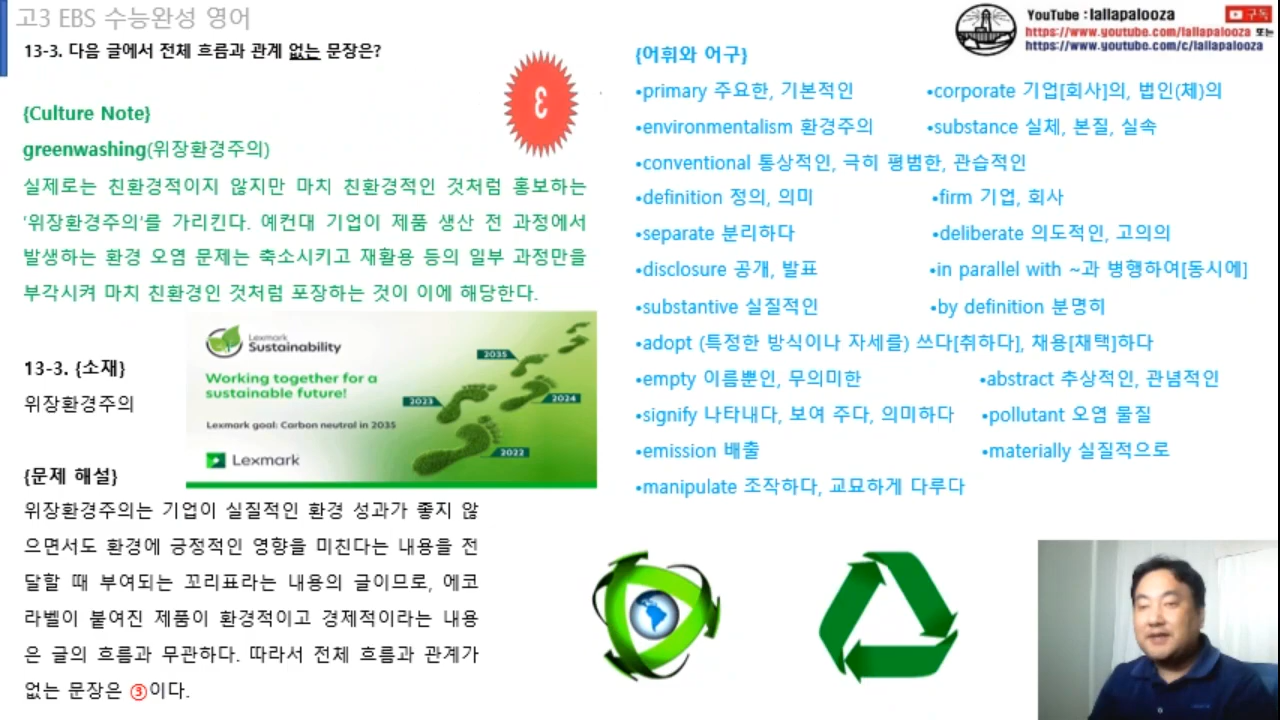 고3 EBS 수능완성 영어
13-3. 다음 글에서 전체 흐름과 관계 없는 문장은?
{Culture Note}
greenwashing(위장환경주의)
실제로는 친환경적이지 않지만 마치 친환경적인 것처럼 홍보하는
'위장환경주의'를 가리킨다. 예컨대 기업이 제품 생산 전 과정에서
발생하는 환경 오염 문제는 축소시키고 재활용 등의 일부 과정만을
부각시켜 마치 친환경인 것처럼 포장하는 것이 이에 해당한다.
13-3. {소재}
위장환경주의
Lexmark
Sustainability
Working together for a
sustainable future!
Lexmark goal: Carbon neutral in 2035
Lexmark
2035
2023
2024
2022
{문제 해설}
위장환경주의는 기업이 실질적인 환경 성과가 좋지 않
으면서도 환경에 긍정적인 영향을 미친다는 내용을 전
달할 때 부여되는 꼬리표라는 내용의 글이므로, 에코
라벨이 붙여진 제품이 환경적이고 경제적이라는 내용
은 글의 흐름과 무관하다. 따라서 전체 흐름과 관계가
없는 문장은 ③이다.
YouTube : lallapalooza
구독
https://www.youtube.com/lallapalooza 또는
https://www.youtube.com/c/lallapalooza
{어휘와 어구}
•primary 주요한, 기본적인 •corporate 기업[회사]의, 법인(체)의
•environmentalism 환경주의 •substance 실체, 본질, 실속
•conventional 통상적인, 극히 평범한, 관습적인
•definition 정의, 의미 •firm 기업, 회사
•separate 분리하다 •deliberate 의도적인, 고의의
•disclosure 공개, 발표 •in parallel with ~과 병행하여[동시에]
•substantive 실질적인 •by definition 분명히
•adopt (특정한 방식이나 자세를) 쓰다[취하다], 채용[채택]하다
•empty 이름뿐인, 무의미한 •abstract 추상적인, 관념적인
•signify 나타내다, 보여 주다, 의미하다 •pollutant 오염 물질
•emission 배출 •materially 실질적으로
•manipulate 조작하다, 교묘하게 다루다